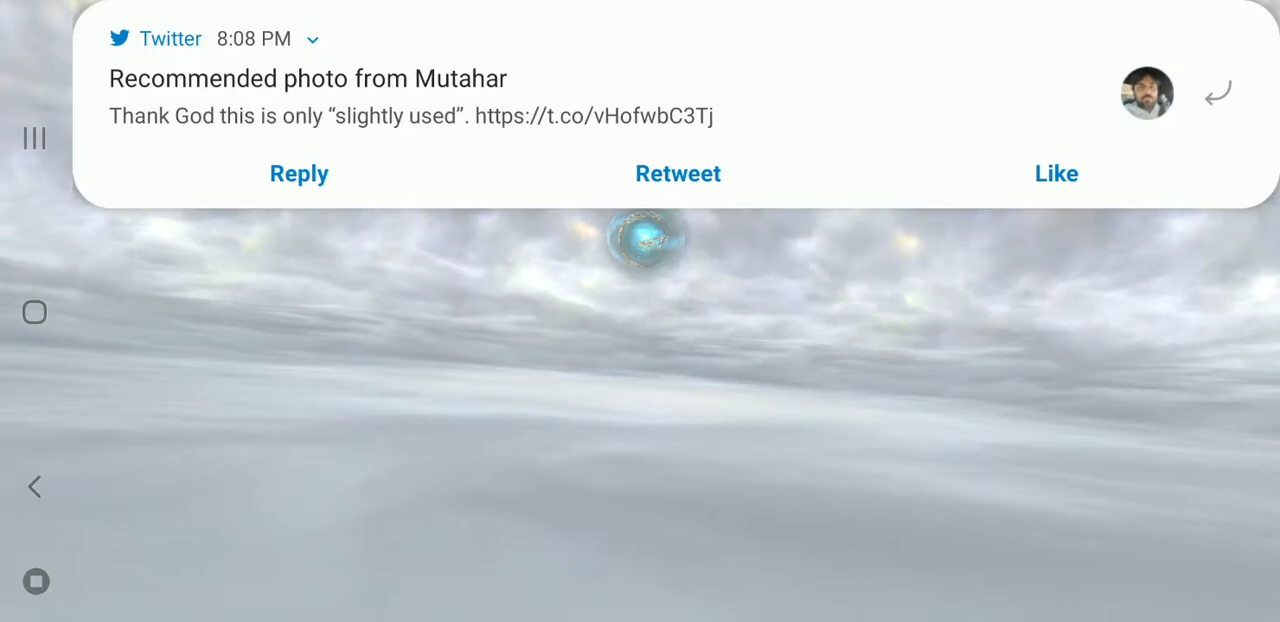 Twitter 8:08 PM
Recommended photo from Mutahar
Thank God this is only “slightly used”. https://t.co/vHofwbC3Tj
Reply Retweet Like